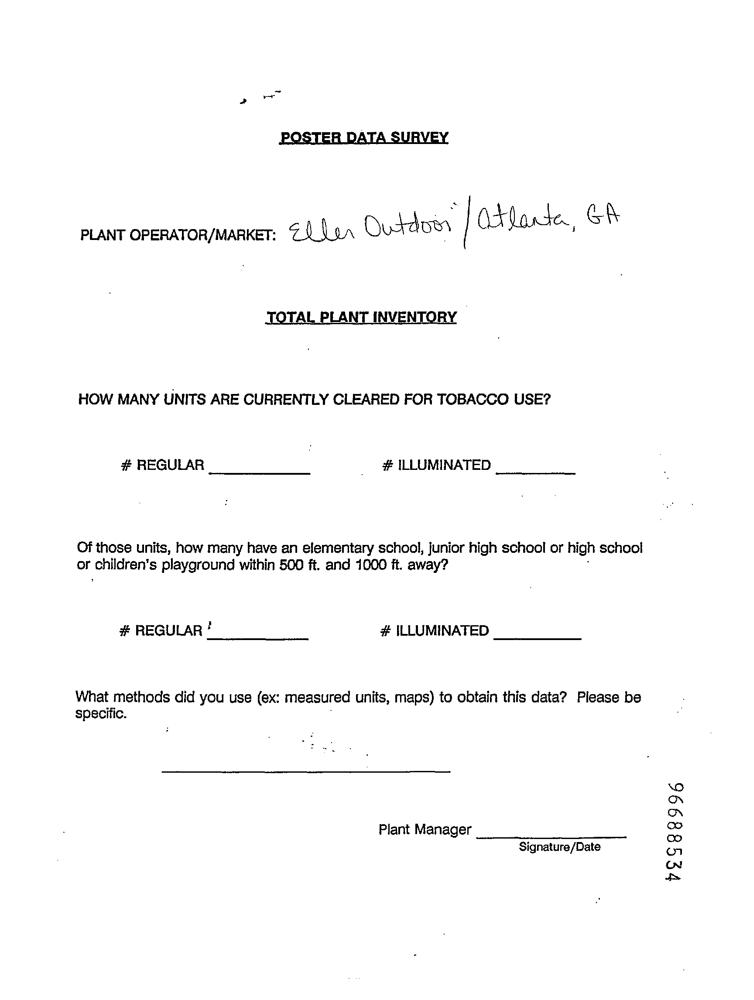 POSTER DATA SURVEY
PLANT OPERATOR/MARKET: Eller Outdoor / Atlanta, GA
TOTAL PLANT INVENTORY
HOW MANY UNITS ARE CURRENTLY CLEARED FOR TOBACCO USE?
# REGULAR ____________ # ILLUMINATED __________
Of those units, how many have an elementary school, junior high school or high school
or children's playground within 500 ft. and 1000 ft. away?
# REGULAR ____________ # ILLUMINATED __________
What methods did you use (ex: measured units, maps) to obtain this data? Please be
specific.
Plant Manager ____________________
Signature/Date
96688534